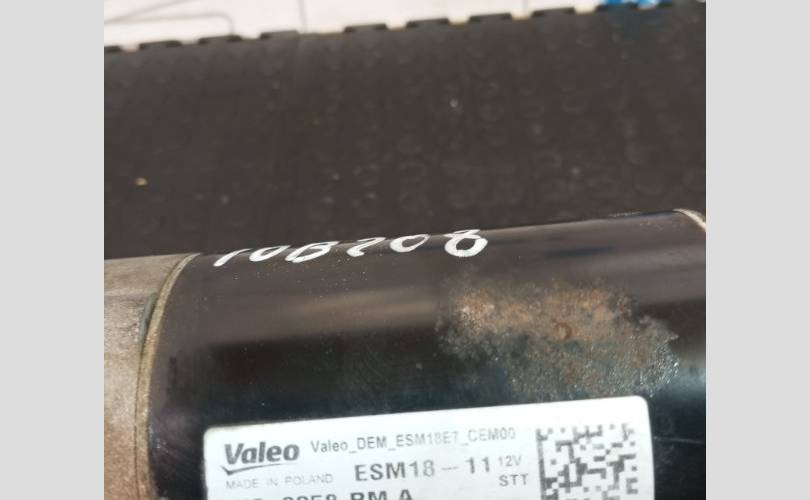 10B208
Valeo Valeo_DEM_ESM18E7_CEM00
MADE IN POLAND ESM18-11 12V
STT